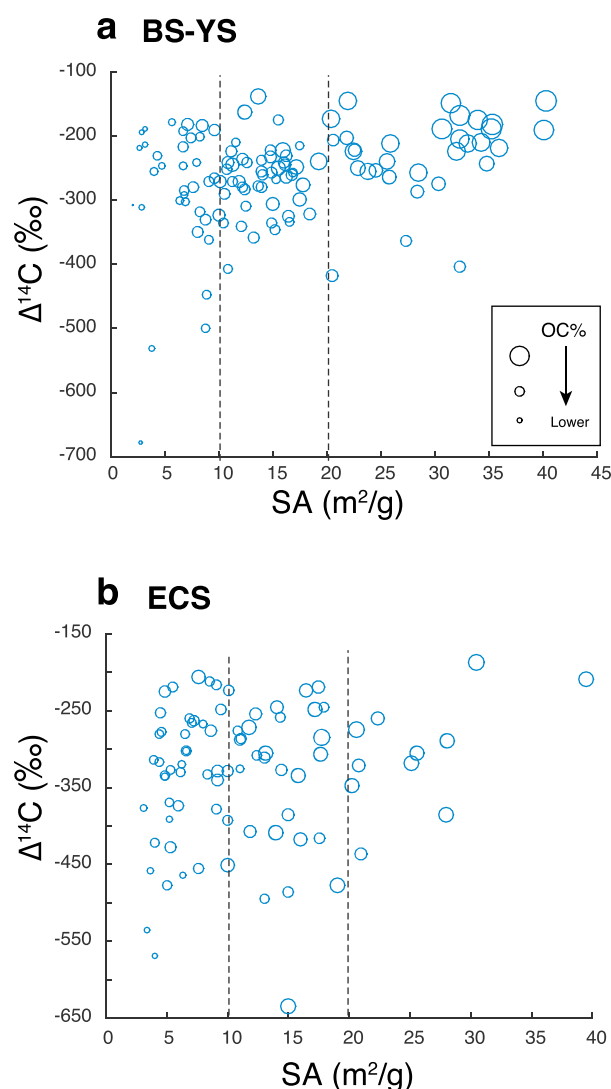 a BS-YS
-100
-200
-300
-400
-500
-600
-700
Δ¹⁴C (‰)
OC%
Lower
0 5 10 15 20 25 30 35 40 45
SA (m²/g)
b ECS
-150
-250
-350
-450
-550
-650
Δ¹⁴C (‰)
0 5 10 15 20 25 30 35 40
SA (m²/g)